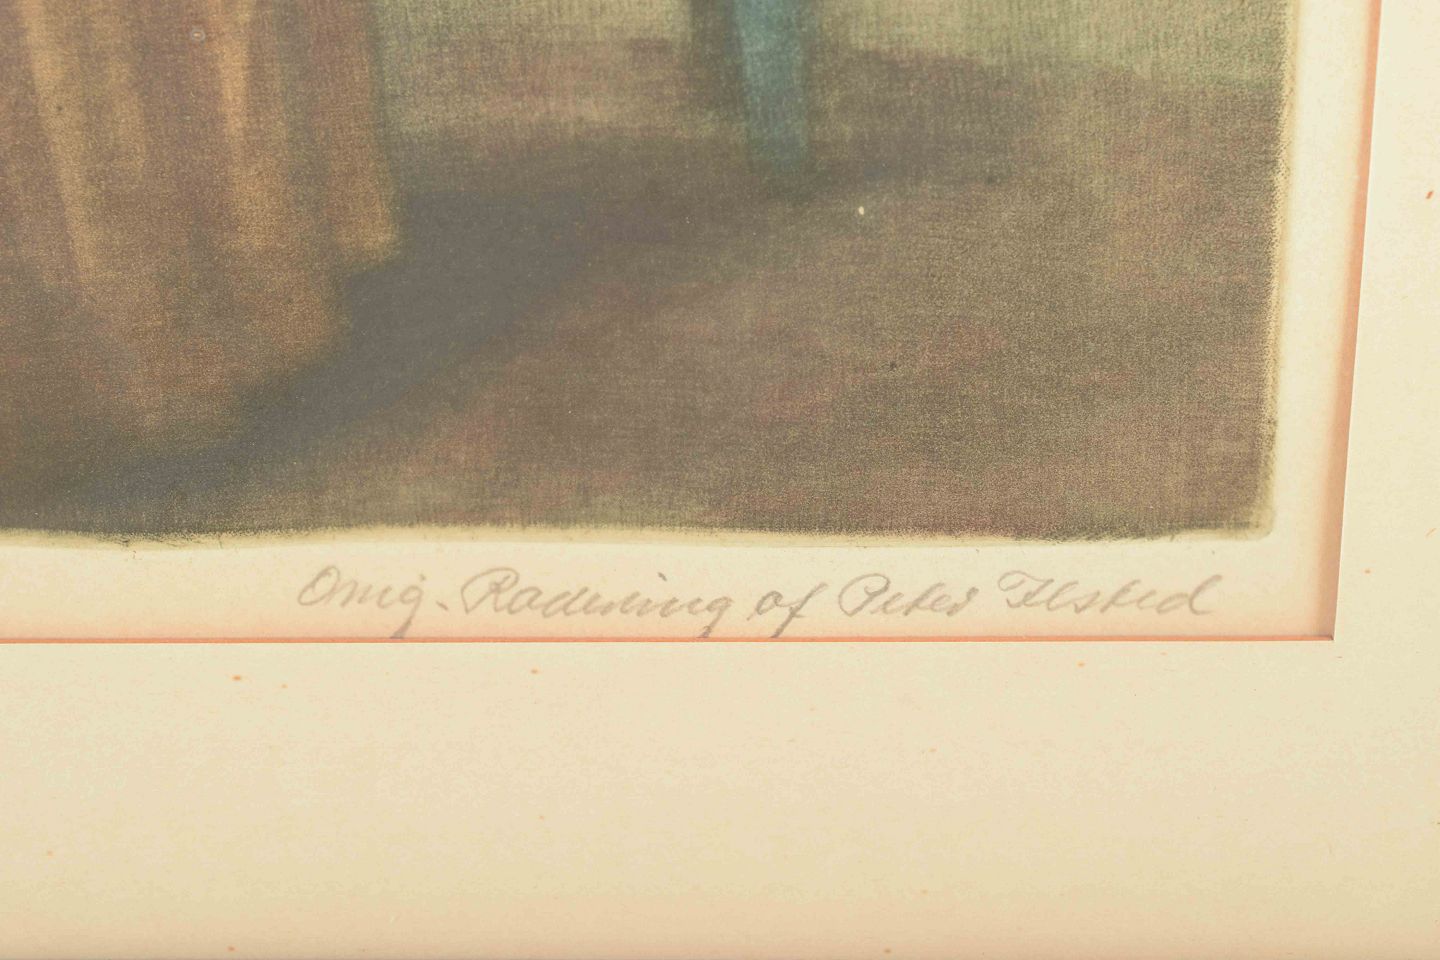 Orig. Radering af Peter Ilsted